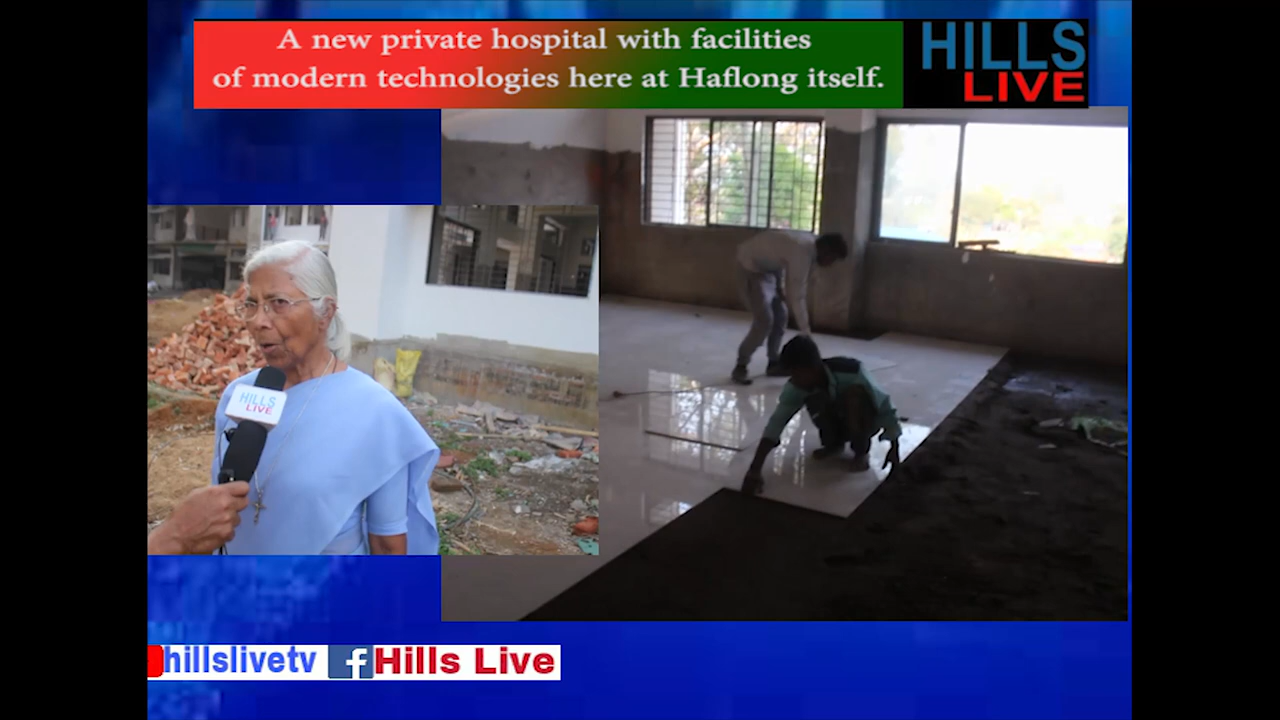 A new private hospital with facilities
of modern technologies here at Haflong itself.
HILLS
LIVE
HILLS
LIVE
hillslivetv
f Hills Live